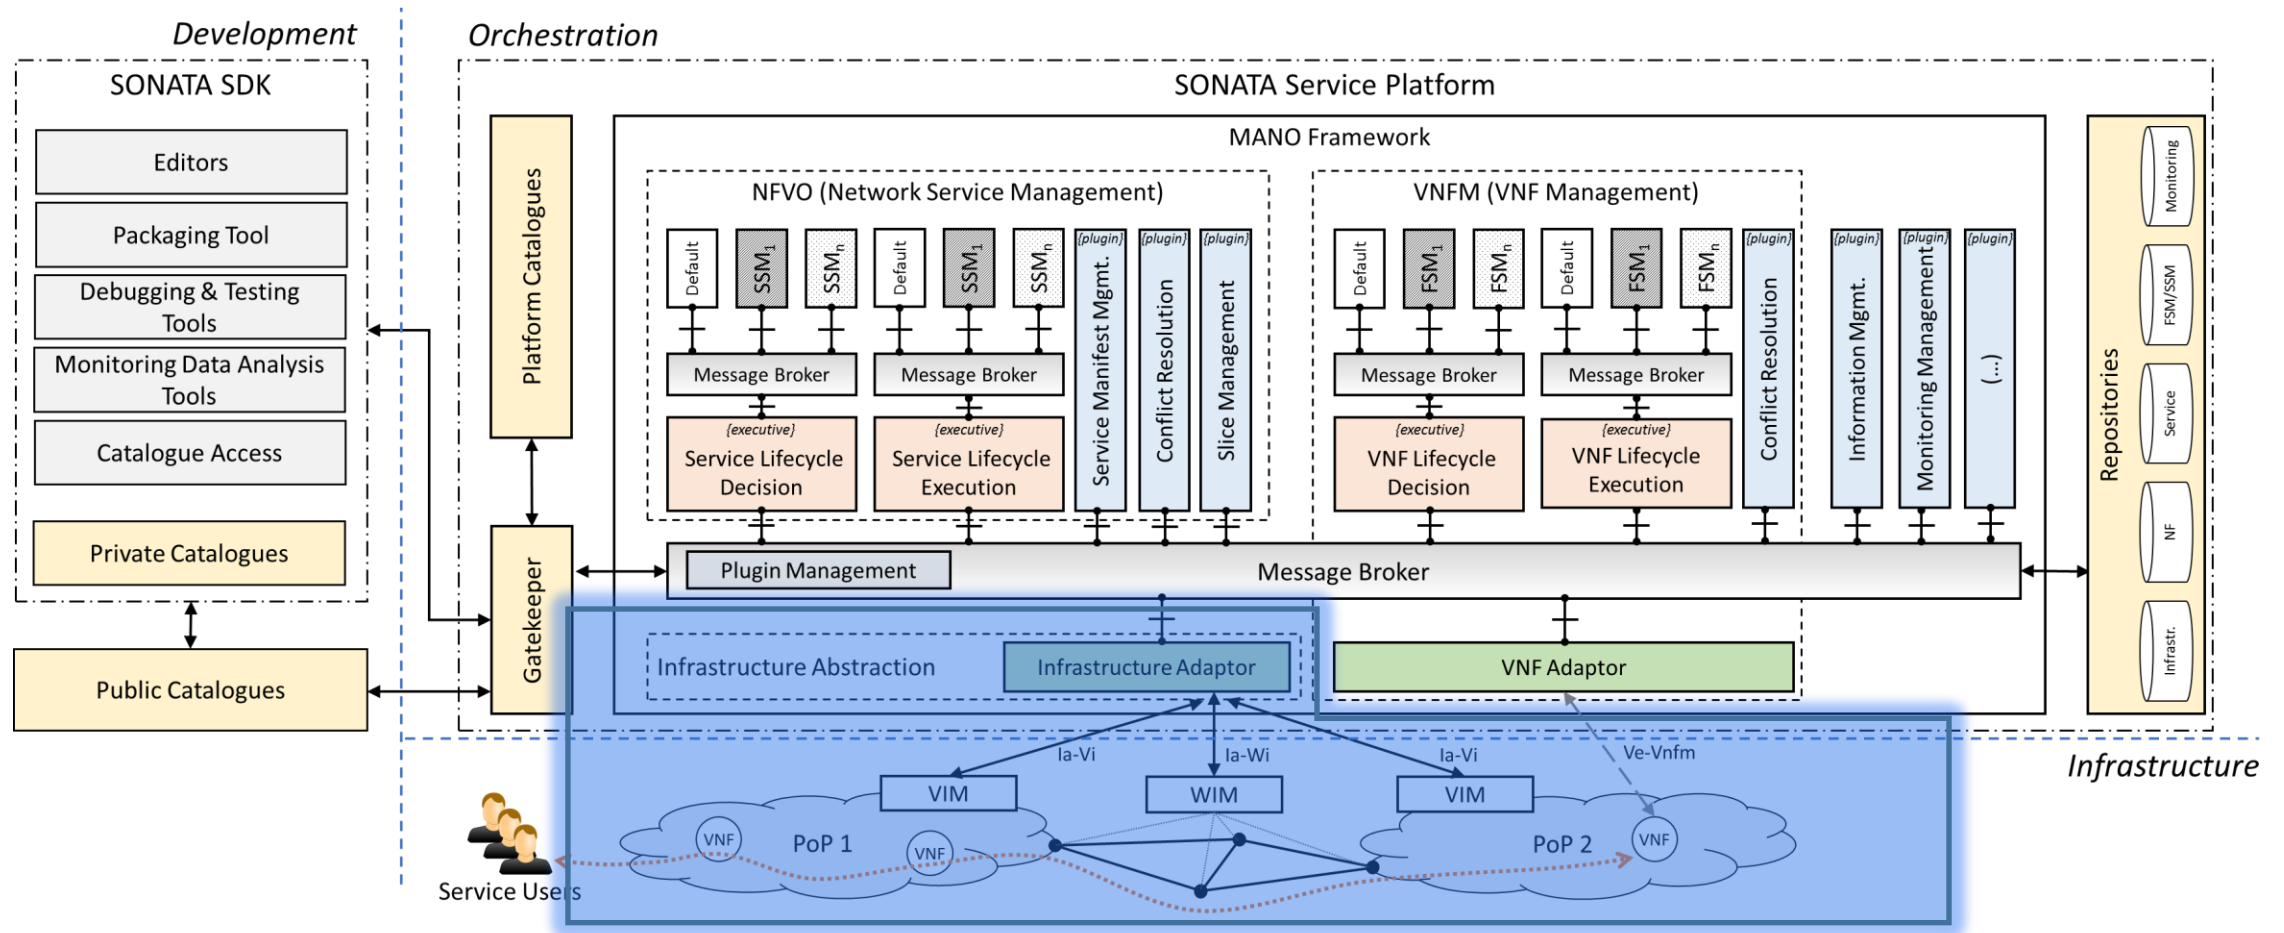 Development
Orchestration
SONATA SDK
Editors
Packaging Tool
Debugging & Testing
Tools
Monitoring Data Analysis
Tools
Catalogue Access
Private Catalogues
Public Catalogues
SONATA Service Platform
Platform Catalogues
Gatekeeper
MANO Framework
NFVO (Network Service Management)
Default
SSM1
SSMn
Message Broker
{executive}
Service Lifecycle
Decision
Default
SSM1
SSMn
Message Broker
{executive}
Service Lifecycle
Execution
{plugin}
Service Manifest Mgmt.
{plugin}
Conflict Resolution
{plugin}
Slice Management
VNFM (VNF Management)
Default
FSM1
FSMn
Message Broker
{executive}
VNF Lifecycle
Decision
Default
FSM1
FSMn
Message Broker
{executive}
VNF Lifecycle
Execution
{plugin}
Conflict Resolution
{plugin}
Information Mgmt.
{plugin}
Monitoring Management
{plugin}
(...)
Plugin Management
Message Broker
Infrastructure Abstraction
Infrastructure Adaptor
VNF Adaptor
Repositories
Monitoring
FSM/SSM
Service
NF
Infrastr.
Infrastructure
Ia-Vi
Ia-Wi
Ia-Vi
Ve-Vnfm
VIM
WIM
VIM
VNF
PoP 1
VNF
PoP 2
VNF
Service Users